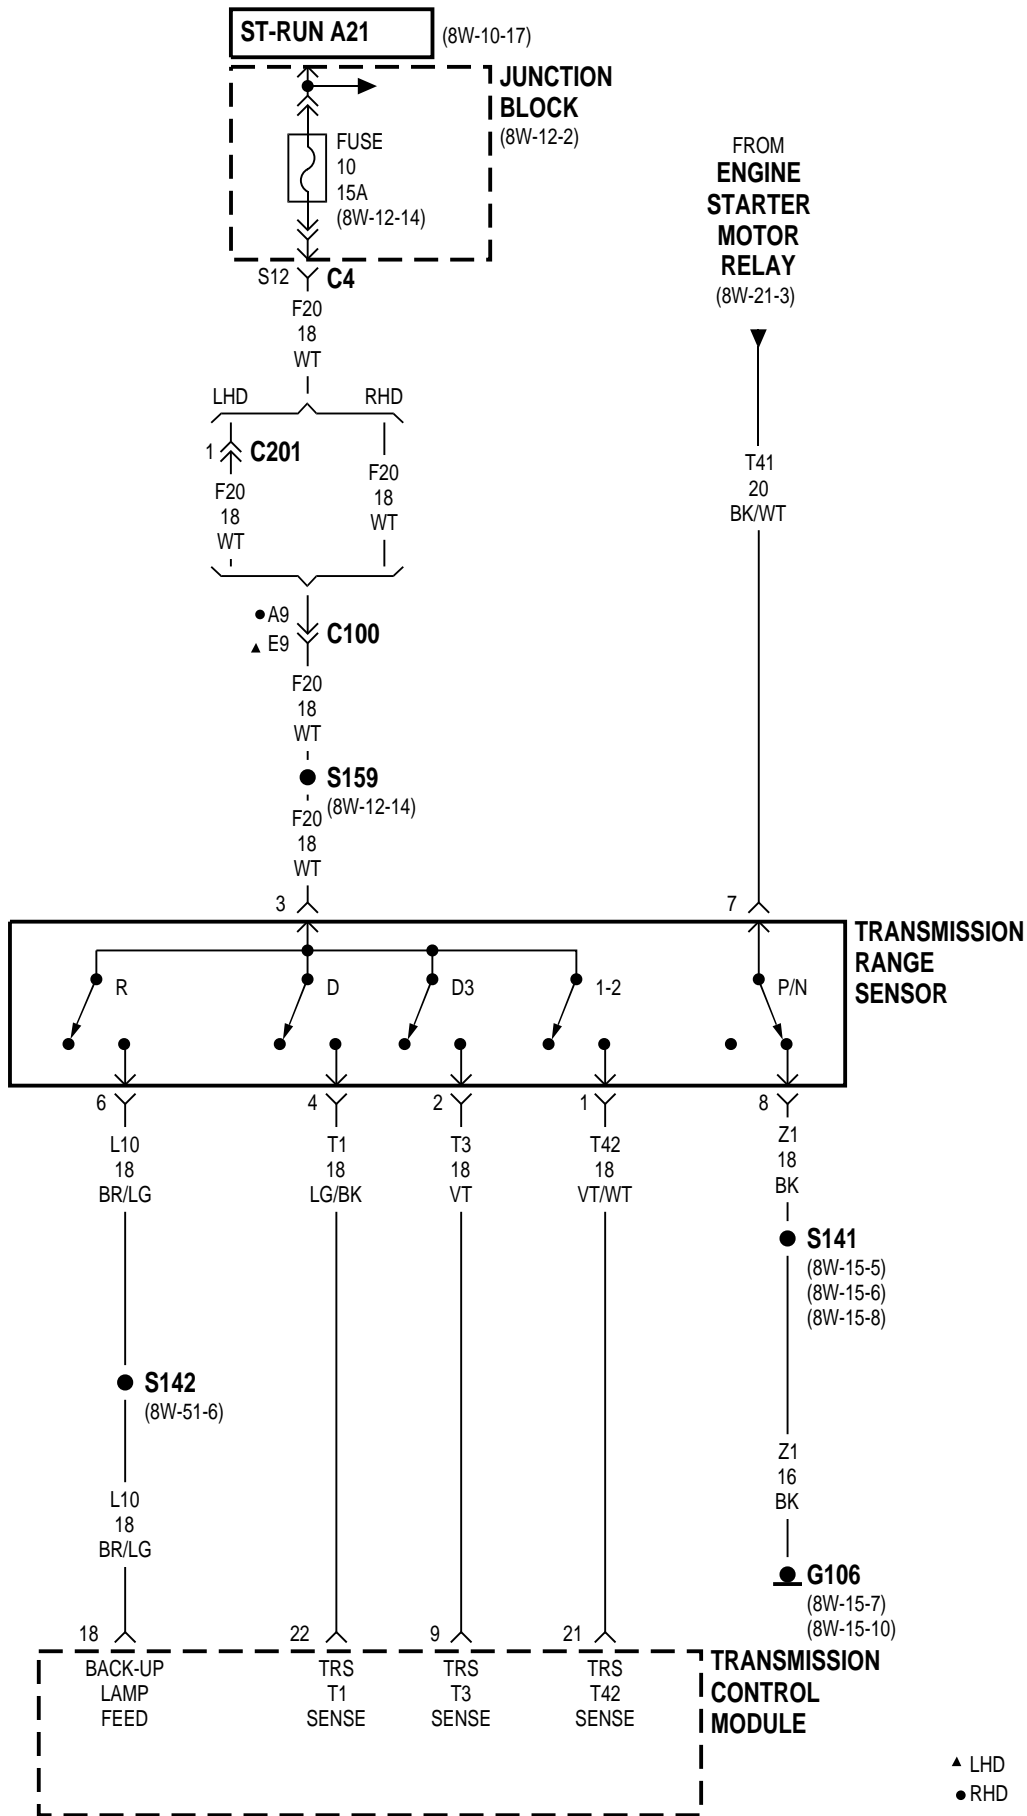 ST-RUN A21
(8W-10-17)
JUNCTION
BLOCK
(8W-12-2)
FUSE
10
15A
(8W-12-14)
S12
C4
F20
18
WT
FROM
ENGINE
STARTER
MOTOR
RELAY
(8W-21-3)
LHD
RHD
1
C201
F20
18
WT
F20
18
WT
T41
20
BK/WT
●A9
▲ E9
C100
F20
18
WT
S159
(8W-12-14)
F20
18
WT
3
7
TRANSMISSION
RANGE
SENSOR
R
D
D3
1-2
P/N
6
4
2
1
8
L10
18
BR/LG
T1
18
LG/BK
T3
18
VT
T42
18
VT/WT
Z1
18
BK
S141
(8W-15-5)
(8W-15-6)
(8W-15-8)
S142
(8W-51-6)
L10
18
BR/LG
Z1
16
BK
G106
(8W-15-7)
(8W-15-10)
18
22
9
21
BACK-UP
LAMP
FEED
TRS
T1
SENSE
TRS
T3
SENSE
TRS
T42
SENSE
TRANSMISSION
CONTROL
MODULE
▲ LHD
● RHD